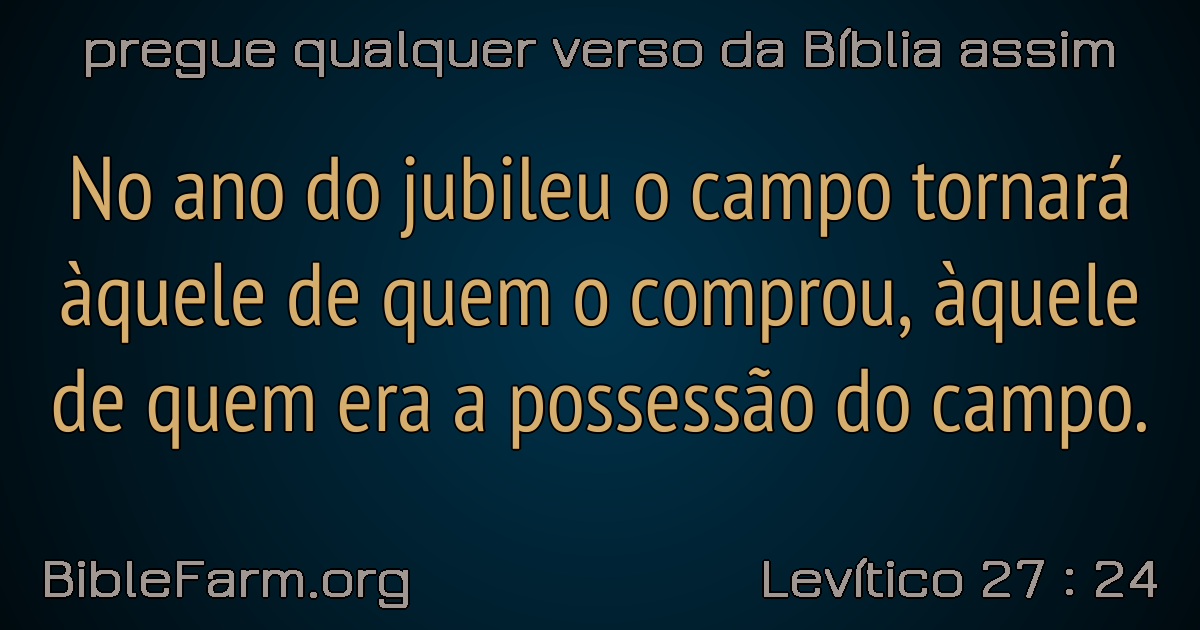 pregue qualquer verso da Bíblia assim
No ano do jubileu o campo tornará
àquele de quem o comprou, àquele
de quem era a possessão do campo.
BibleFarm.org
Levítico 27 : 24